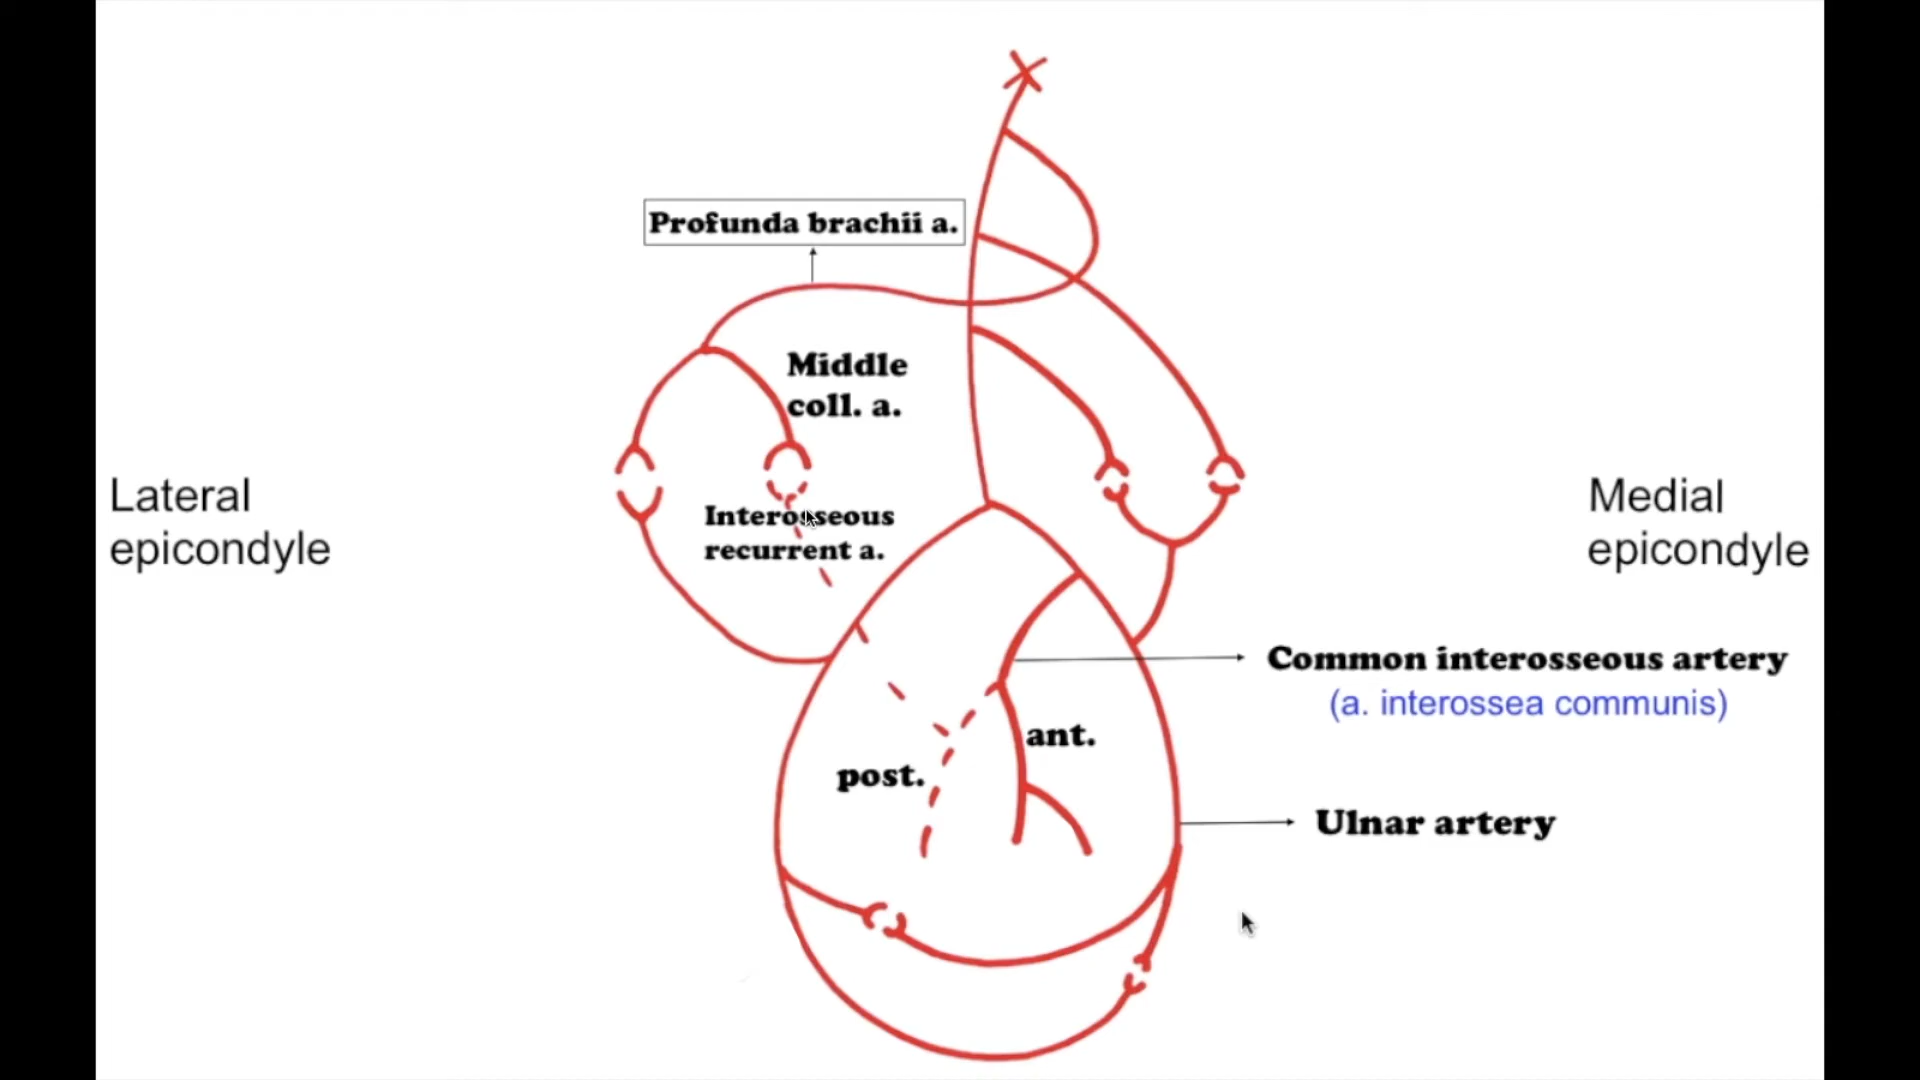 Profunda brachii a.
Middle
coll. a.
Lateral
epicondyle
Interosseous
recurrent a.
Medial
epicondyle
Common interosseous artery
(a. interossea communis)
ant.
post.
Ulnar artery